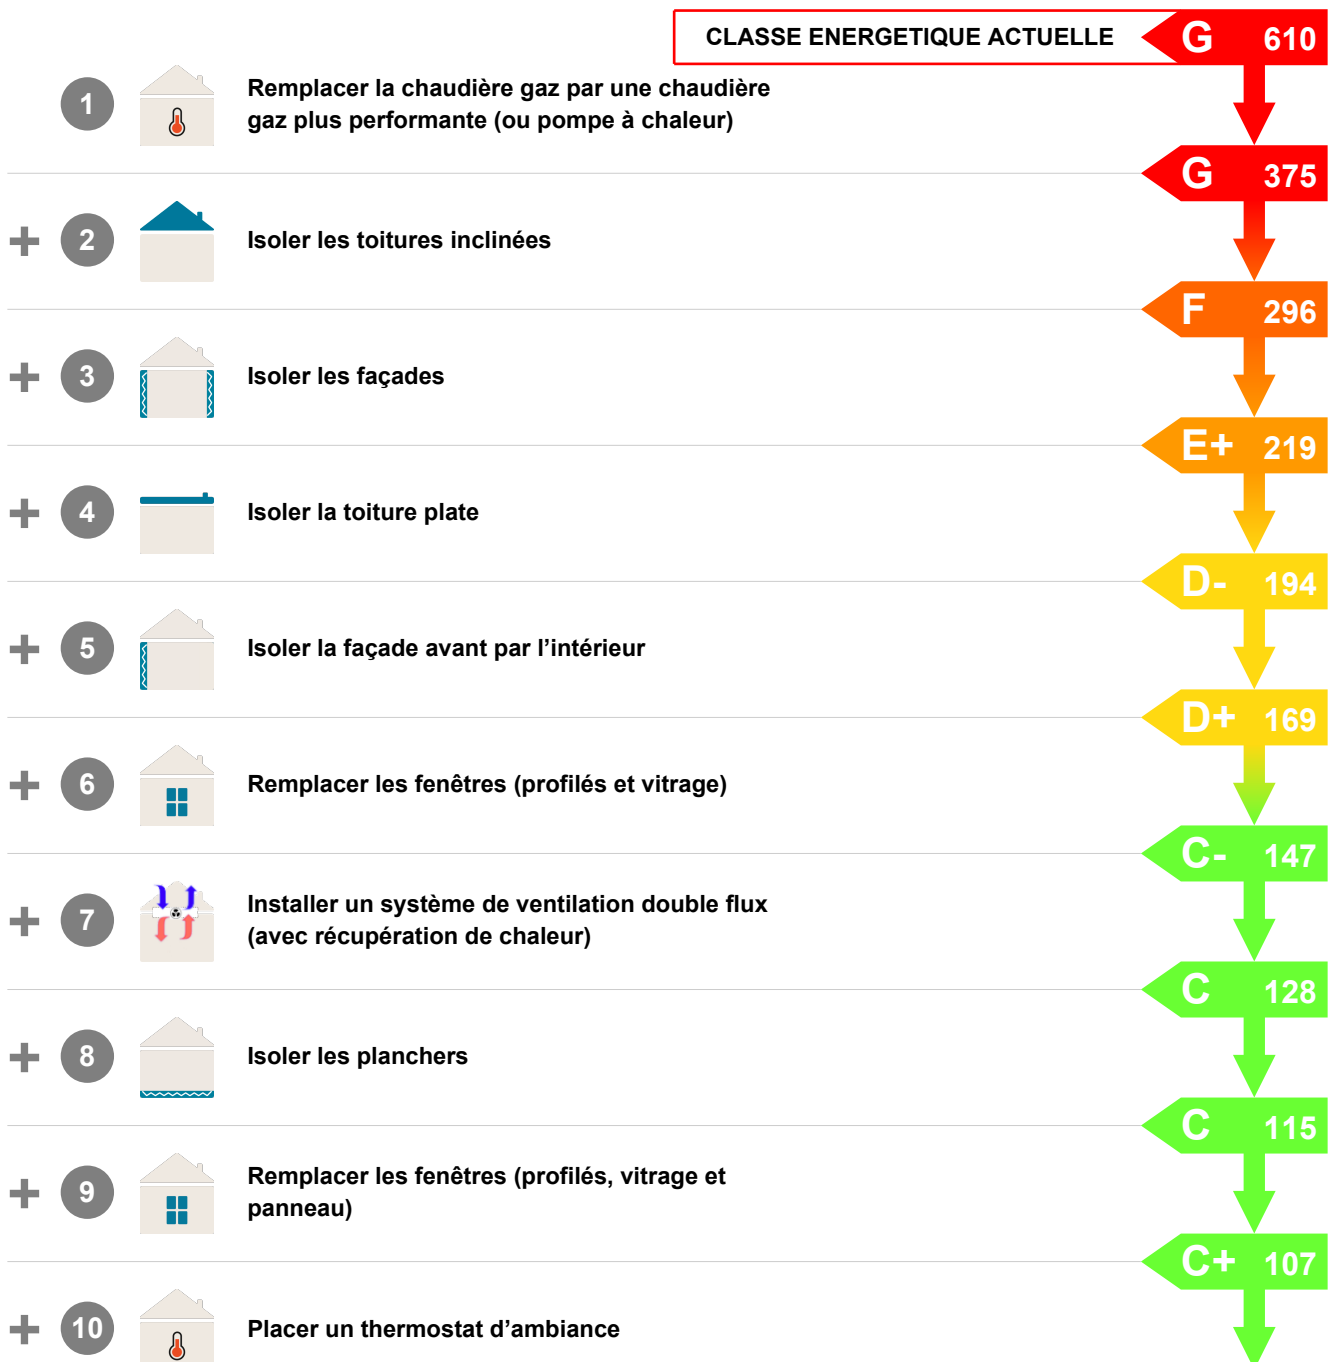 CLASSE ENERGETIQUE ACTUELLE G 610
1 Remplacer la chaudière gaz par une chaudière
gaz plus performante (ou pompe à chaleur)
G 375
+ 2 Isoler les toitures inclinées
F 296
+ 3 Isoler les façades
E+ 219
+ 4 Isoler la toiture plate
D- 194
+ 5 Isoler la façade avant par l’intérieur
D+ 169
+ 6 Remplacer les fenêtres (profilés et vitrage)
C- 147
+ 7 Installer un système de ventilation double flux
(avec récupération de chaleur)
C 128
+ 8 Isoler les planchers
C 115
+ 9 Remplacer les fenêtres (profilés, vitrage et
panneau)
C+ 107
+ 10 Placer un thermostat d’ambiance